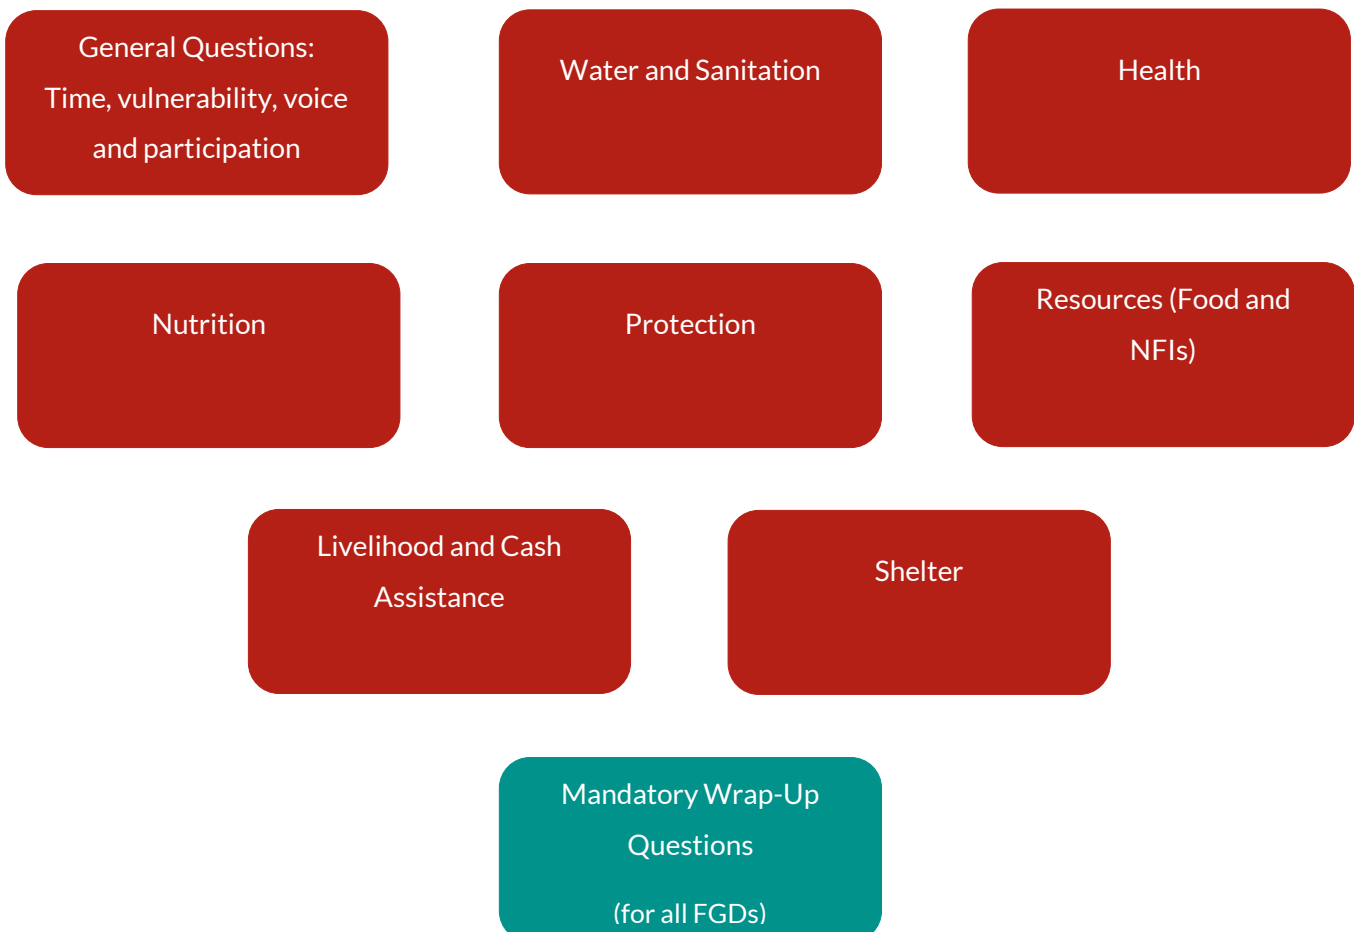 General Questions:
Time, vulnerability, voice
and participation
Water and Sanitation
Health
Nutrition
Protection
Resources (Food and
NFIs)
Livelihood and Cash
Assistance
Shelter
Mandatory Wrap-Up
Questions
(for all FGDs)